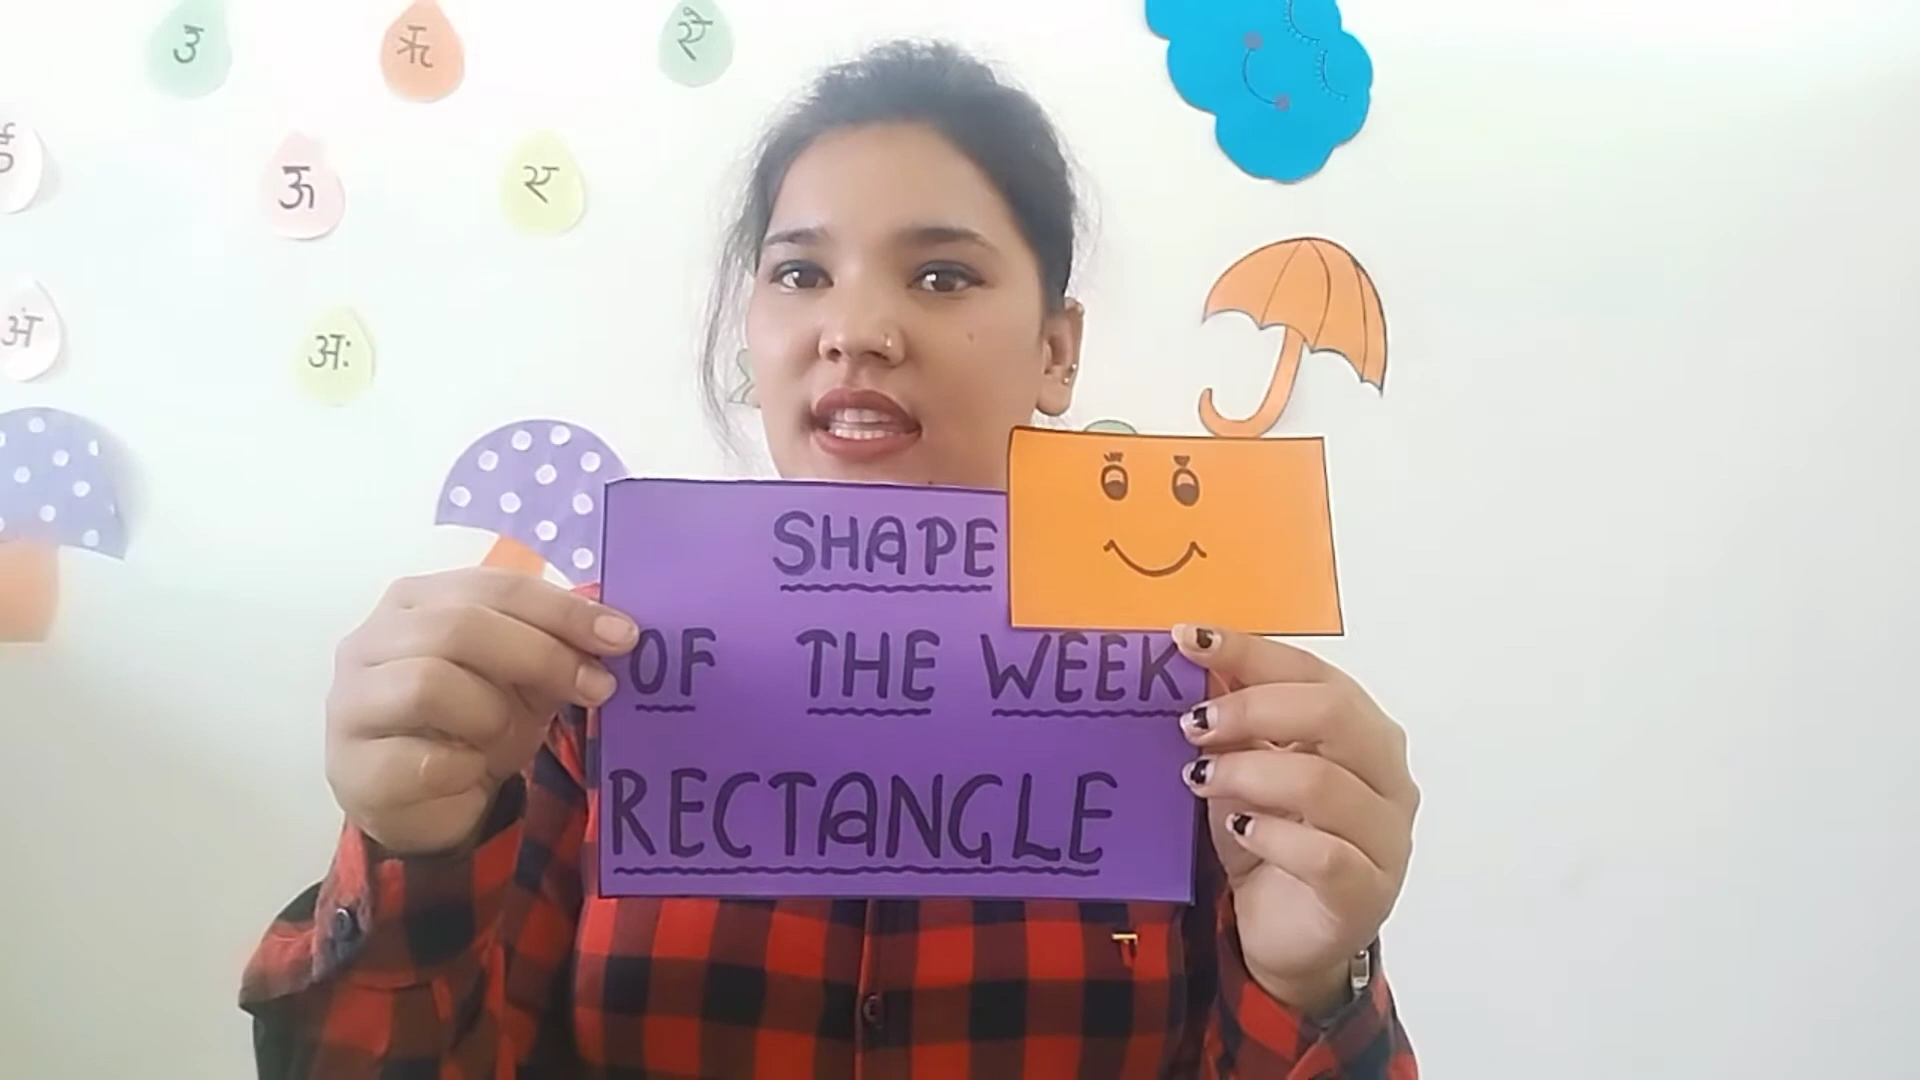 उ
ऋ
ऐ
ऊ
ए
अं
अः
SHAPE
OF THE WEEK
RECTANGLE